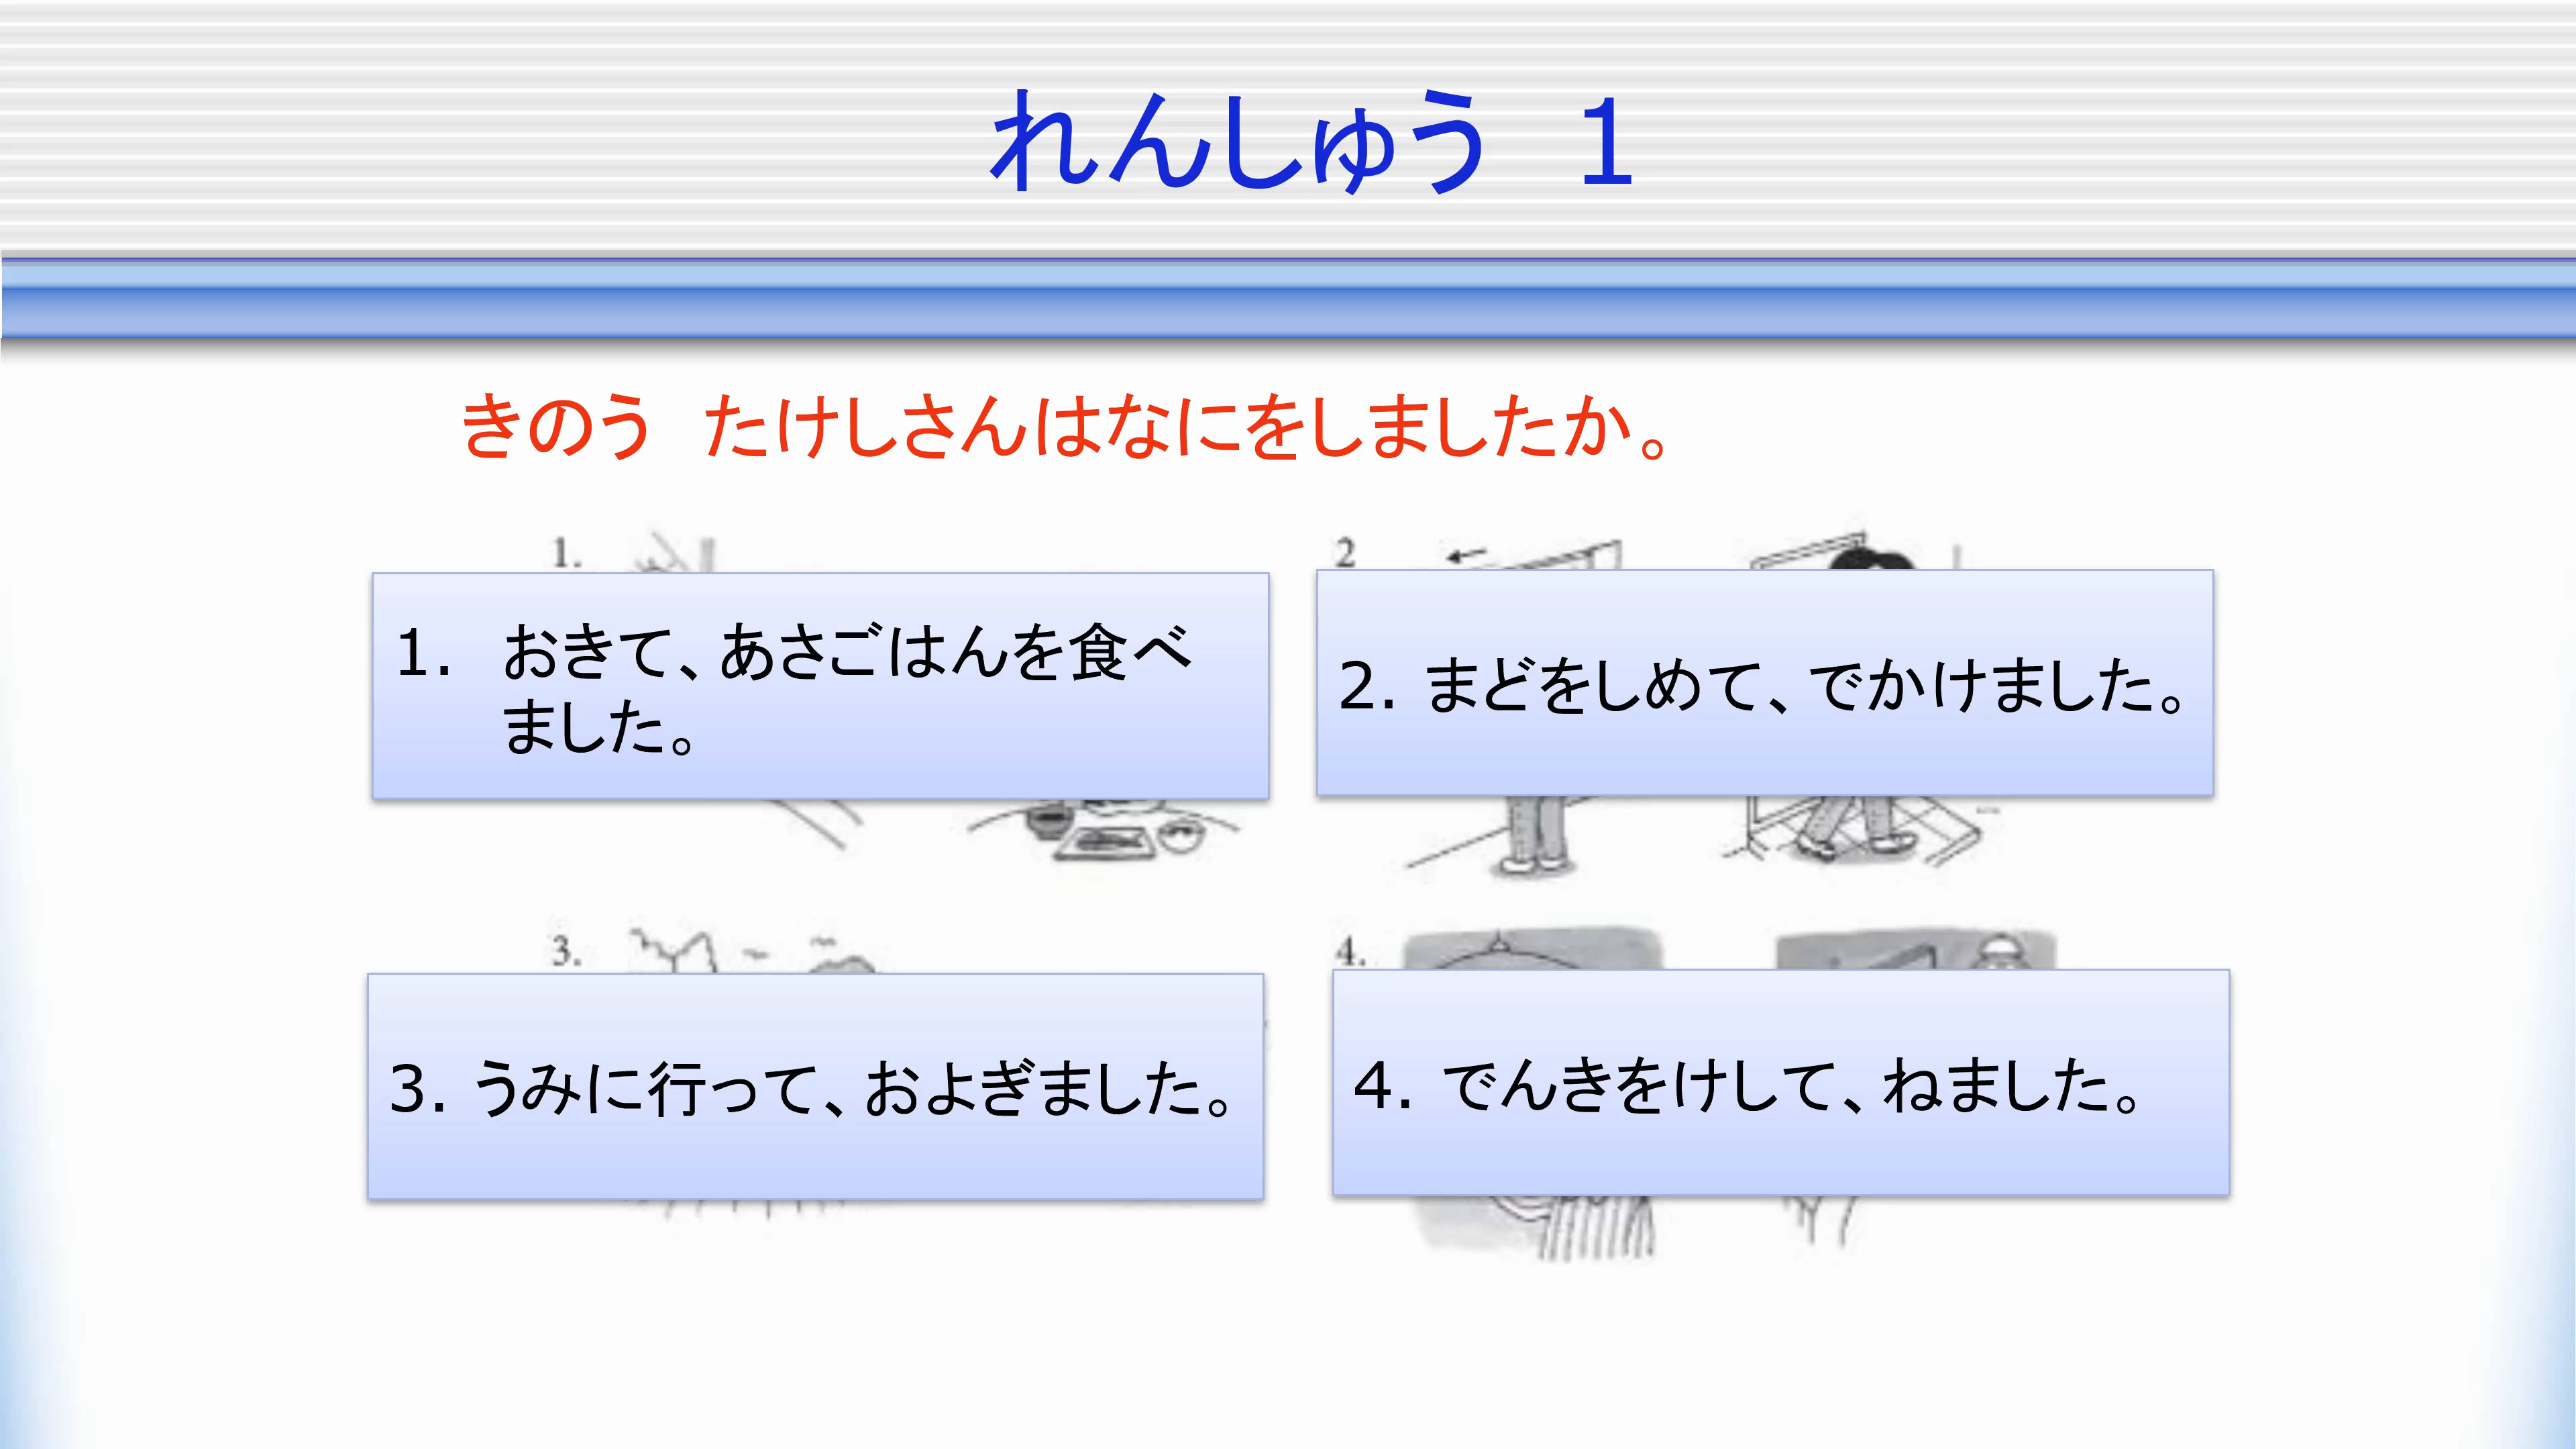 れんしゅう 1
きのう　たけしさんはなにをしましたか。
1.
2
1. おきて、あさごはんを食べ
ました。
2. まどをしめて、でかけました。
3.
4.
3. うみに行って、およぎました。
4. でんきをけして、ねました。